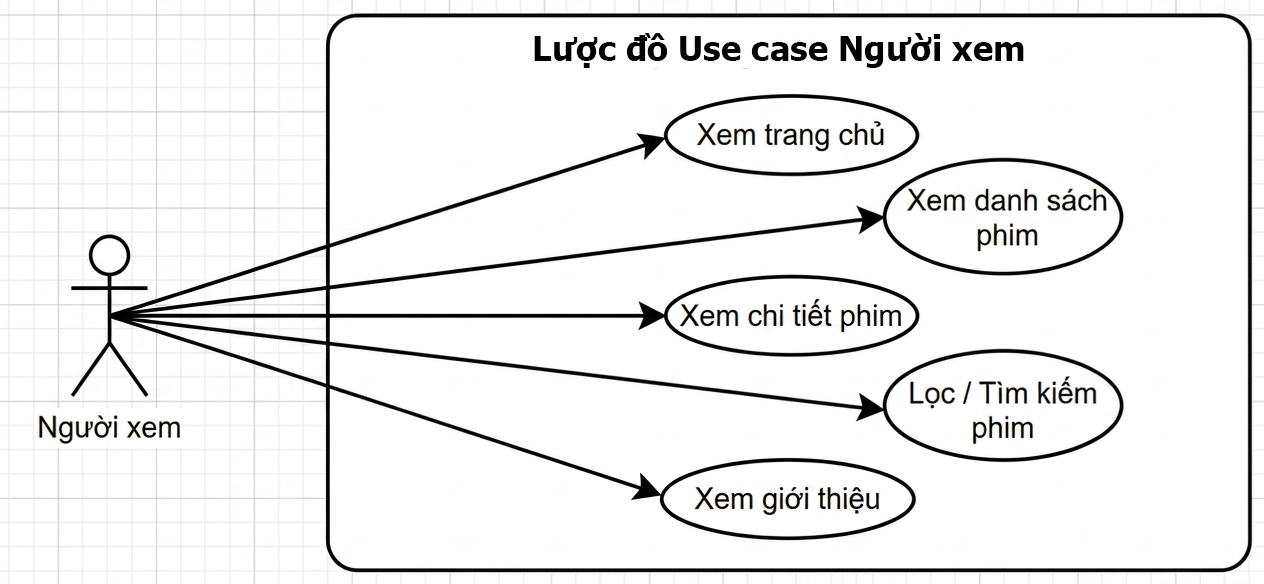 Lược đồ Use case Người xem
Xem trang chủ
Xem danh sách
phim
Xem chi tiết phim
Lọc / Tìm kiếm
phim
Xem giới thiệu
Người xem